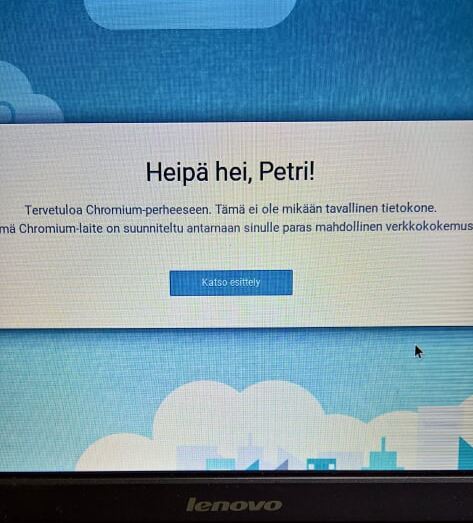 Heipä hei, Petri!
Tervetuloa Chromium-perheeseen. Tämä ei ole mikään tavallinen tietokone.
mä Chromium-laite on suunniteltu antamaan sinulle paras mahdollinen verkkokokemus
Katso esittely
lenovo